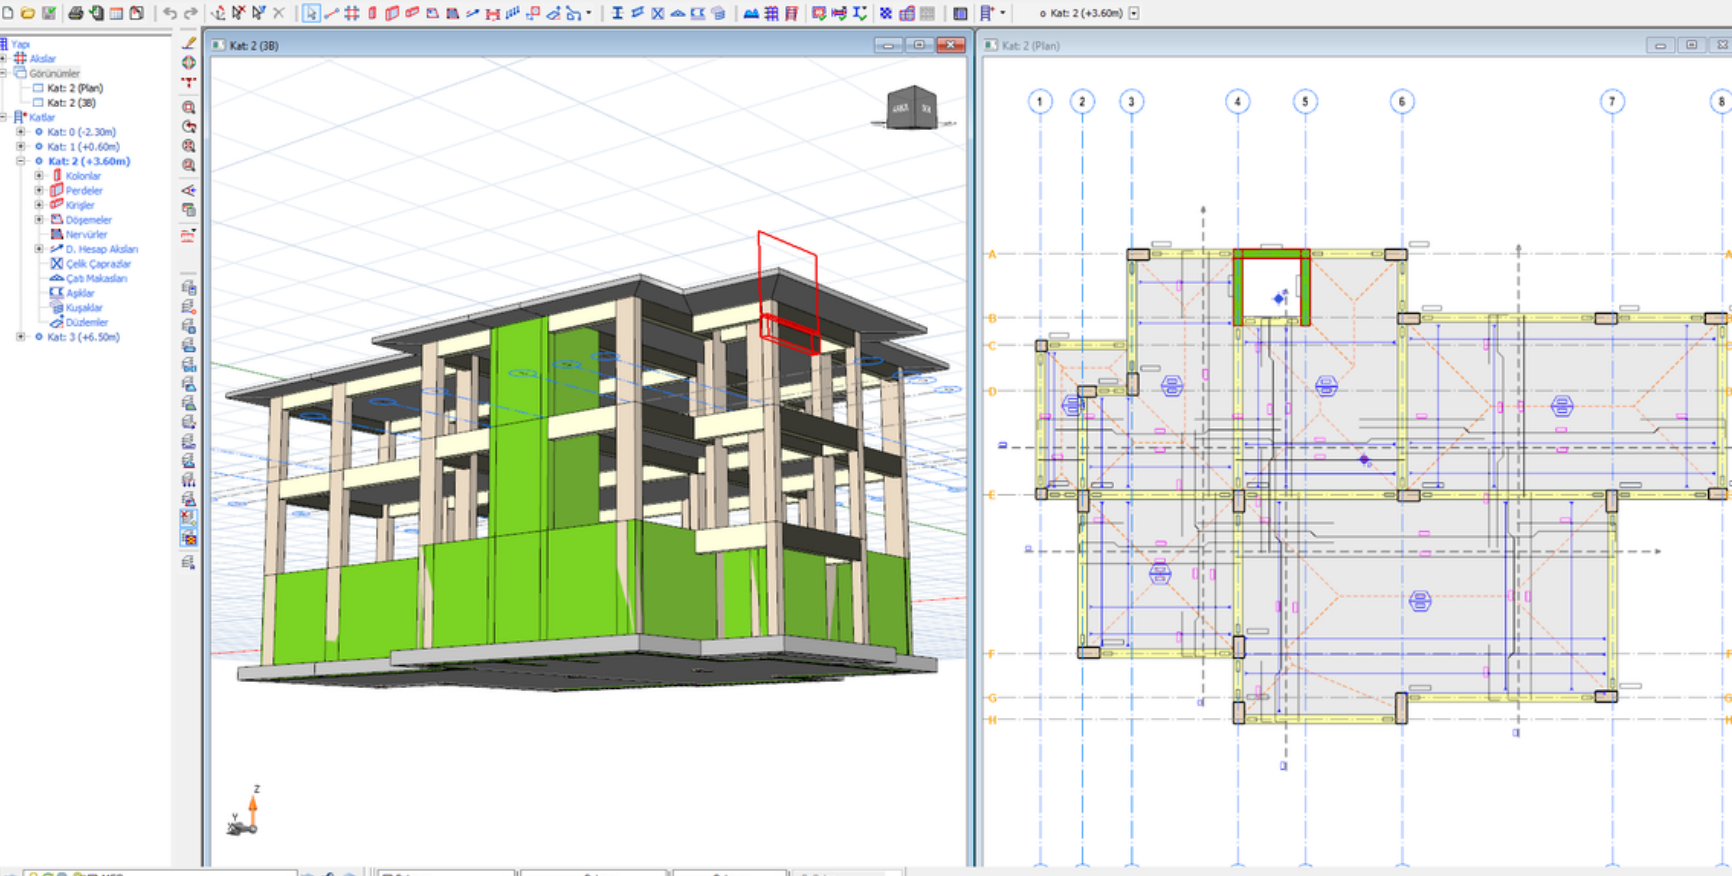 Kat: 2 (+3.60m)
Yapı
Akslar
Görünümler
Kat: 2 (Plan)
Kat: 2 (3B)
Katlar
Kat: 0 (-2.30m)
Kat: 1 (+0.60m)
Kat: 2 (+3.60m)
Kolonlar
Perdeler
Kirişler
Döşemeler
Nervürler
D. Hesap Aksları
Çelik Çaprazlar
Çatı Makasları
Aşıklar
Kuşaklar
Düzlemler
Kat: 3 (+6.50m)
Kat: 2 (3B)
Z
Y
Kat: 2 (Plan)
1 2 3 4 5 6 7 8
A
B
C
D
E
F
G
H